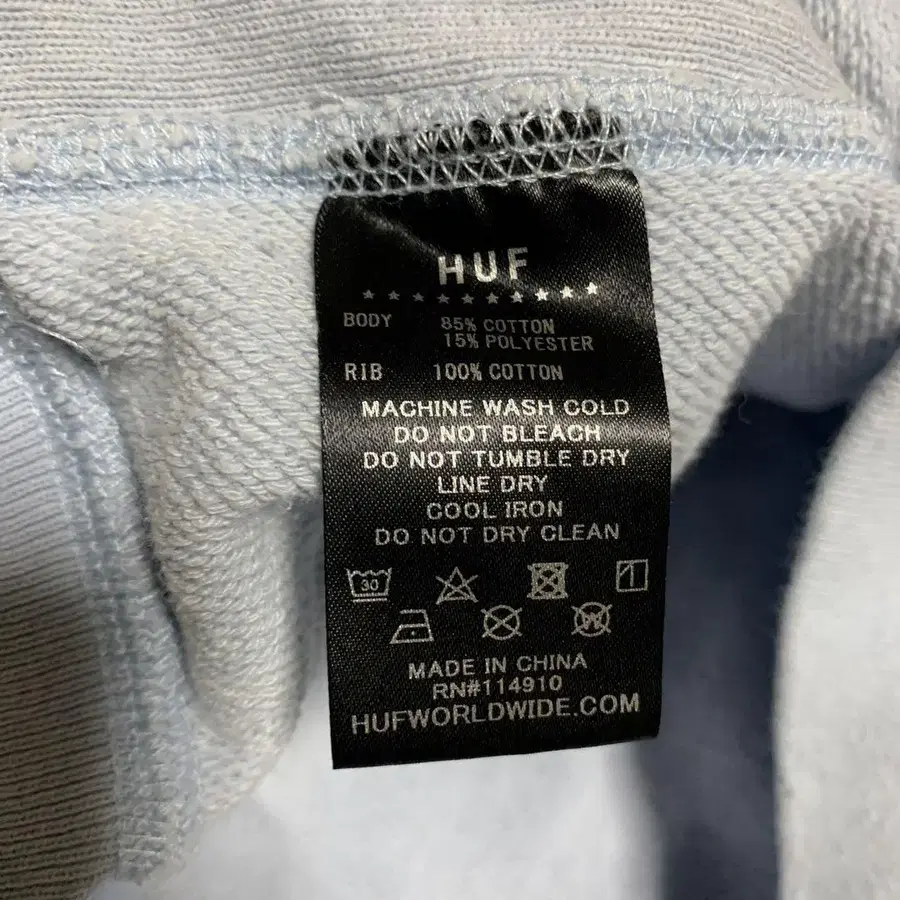 HUF
BODY 85% COTTON
15% POLYESTER
RIB 100% COTTON
MACHINE WASH COLD
DO NOT BLEACH
DO NOT TUMBLE DRY
LINE DRY
COOL IRON
DO NOT DRY CLEAN
30
W
MADE IN CHINA
RN#114910
HUFWORLDWIDE.COM